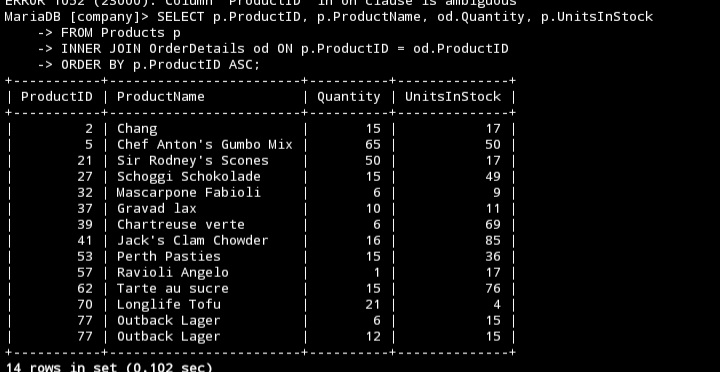 ERROR 1052 (23000): Column 'ProductID' in on clause is ambiguous
MariaDB [company]> SELECT p.ProductID, p.ProductName, od.Quantity, p.UnitsInStock
    -> FROM Products p
    -> INNER JOIN OrderDetails od ON p.ProductID = od.ProductID
    -> ORDER BY p.ProductID ASC;
+-----------+------------------------+----------+--------------+
| ProductID | ProductName            | Quantity | UnitsInStock |
+-----------+------------------------+----------+--------------+
|         2 | Chang                  |       15 |           17 |
|         5 | Chef Anton's Gumbo Mix |       65 |           50 |
|        21 | Sir Rodney's Scones    |       50 |           17 |
|        27 | Schoggi Schokolade     |       15 |           49 |
|        32 | Mascarpone Fabioli     |        6 |            9 |
|        37 | Gravad lax             |       10 |           11 |
|        39 | Chartreuse verte       |        6 |           69 |
|        41 | Jack's Clam Chowder    |       16 |           85 |
|        53 | Perth Pasties          |       15 |           36 |
|        57 | Ravioli Angelo         |        1 |           17 |
|        62 | Tarte au sucre         |       15 |           76 |
|        70 | Longlife Tofu          |       21 |            4 |
|        77 | Outback Lager          |        6 |           15 |
|        77 | Outback Lager          |       12 |           15 |
+-----------+------------------------+----------+--------------+
14 rows in set (0.102 sec)